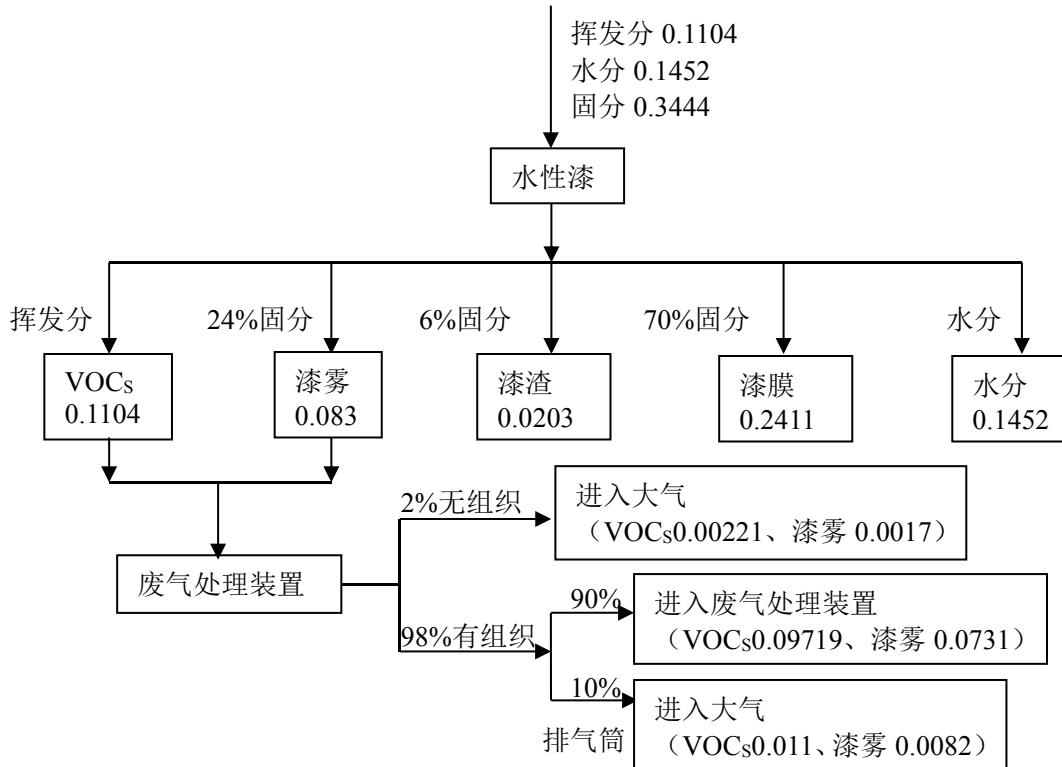 挥发分 0.1104
水分 0.1452
固分 0.3444
水性漆
挥发分
24%固分
6%固分
70%固分
水分
VOCs
0.1104
漆雾
0.083
漆渣
0.0203
漆膜
0.2411
水分
0.1452
2%无组织
进入大气
（VOCs0.00221、漆雾 0.0017）
废气处理装置
98%有组织
90%
进入废气处理装置
（VOCs0.09719、漆雾 0.0731）
10%
排气筒
进入大气
（VOCs0.011、漆雾 0.0082）